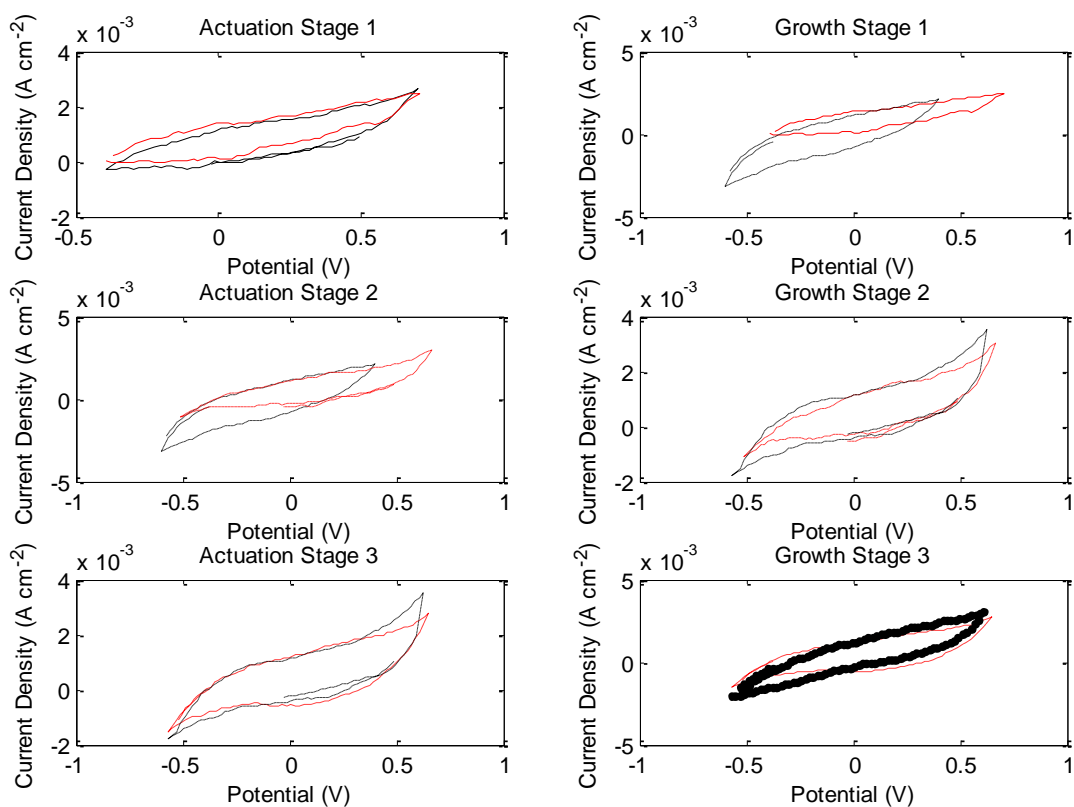 x 10⁻³
Actuation Stage 1
Current Density (A cm⁻²)
4
2
0
-2
-0.5
0
0.5
1
Potential (V)
x 10⁻³
Growth Stage 1
Current Density (A cm⁻²)
5
0
-5
-1
-0.5
0
0.5
1
Potential (V)
x 10⁻³
Actuation Stage 2
Current Density (A cm⁻²)
5
0
-5
-1
-0.5
0
0.5
1
Potential (V)
x 10⁻³
Growth Stage 2
Current Density (A cm⁻²)
4
2
0
-2
-1
-0.5
0
0.5
1
Potential (V)
x 10⁻³
Actuation Stage 3
Current Density (A cm⁻²)
4
2
0
-2
-1
-0.5
0
0.5
1
Potential (V)
x 10⁻³
Growth Stage 3
Current Density (A cm⁻²)
5
0
-5
-1
-0.5
0
0.5
1
Potential (V)